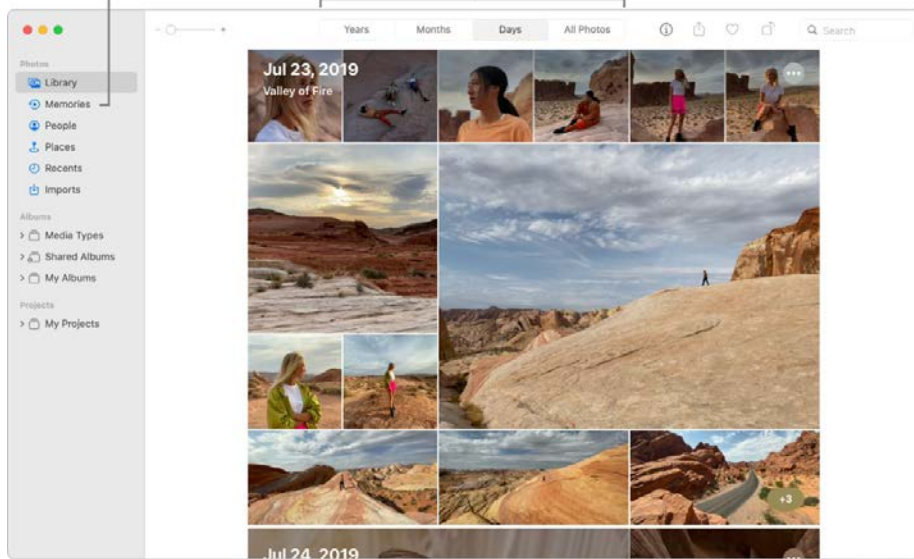 Years Months Days All Photos Search
Photos
Library
Memories
People
Places
Recents
Imports
Albums
Media Types
Shared Albums
My Albums
Projects
My Projects
Jul 23, 2019
Valley of Fire
+3
Jul 24, 2019